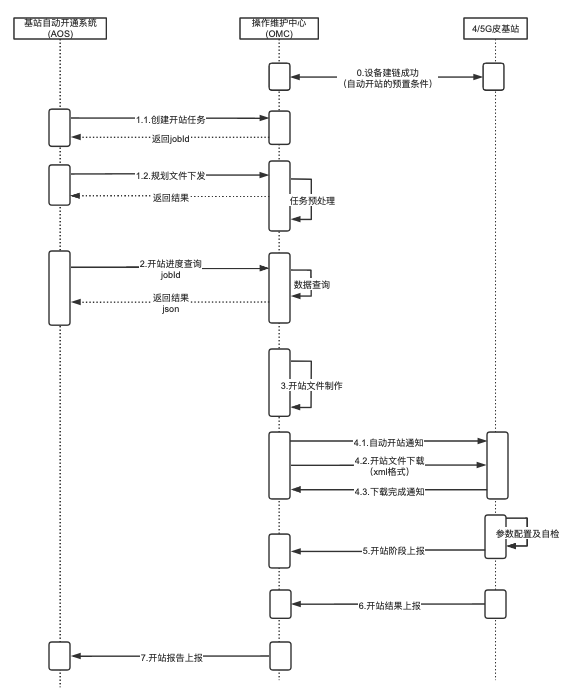 基站自动开通系统
(AOS)
操作维护中心
(OMC)
4/5G皮基站
0.设备建链成功
（自动开站的预置条件）
1.1.创建开站任务
返回jobId
1.2.规划文件下发
返回结果
任务预处理
2.开站进度查询
jobId
数据查询
返回结果
json
3.开站文件制作
4.1.自动开站通知
4.2.开站文件下载
（xml格式）
4.3.下载完成通知
参数配置及自检
5.开站阶段上报
6.开站结果上报
7.开站报告上报